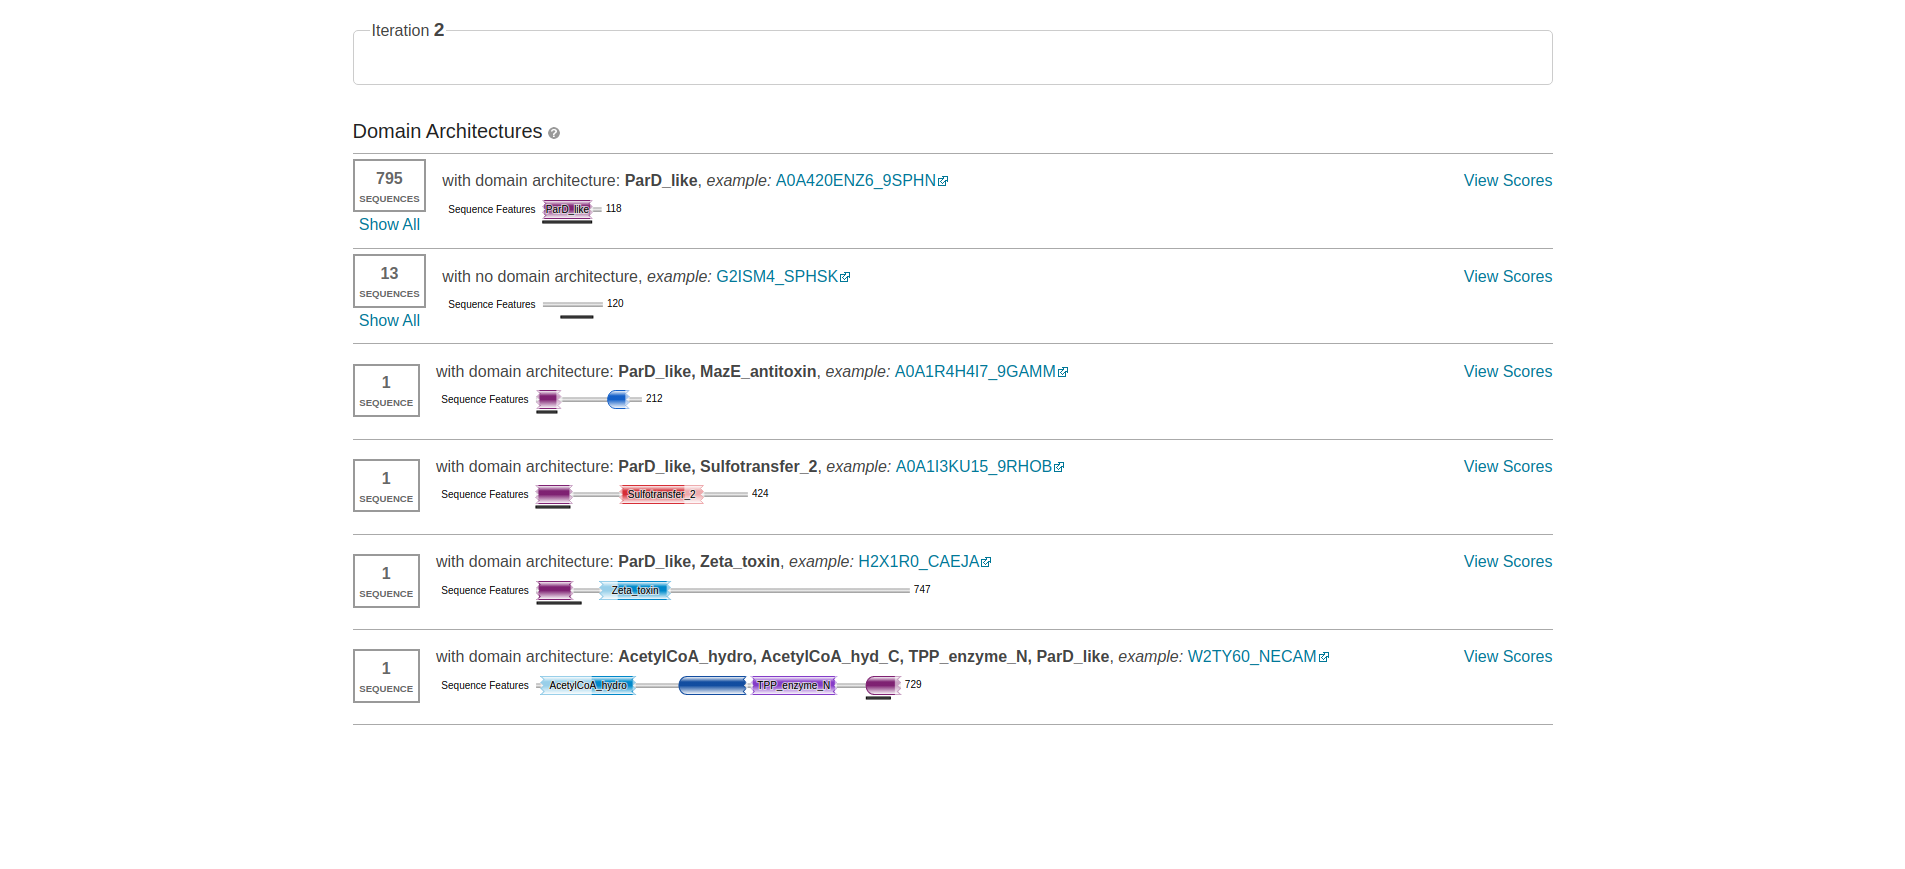 Iteration 2
Domain Architectures ?
795 SEQUENCES
Show All
with domain architecture: ParD_like, example: A0A420ENZ6_9SPHN
View Scores
Sequence Features ParD_like 118
13 SEQUENCES
Show All
with no domain architecture, example: G2ISM4_SPHSK
View Scores
Sequence Features 120
1 SEQUENCE
with domain architecture: ParD_like, MazE_antitoxin, example: A0A1R4H4I7_9GAMM
View Scores
Sequence Features 212
1 SEQUENCE
with domain architecture: ParD_like, Sulfotransfer_2, example: A0A1I3KU15_9RHOB
View Scores
Sequence Features Sulfotransfer_2 424
1 SEQUENCE
with domain architecture: ParD_like, Zeta_toxin, example: H2X1R0_CAEJA
View Scores
Sequence Features Zeta_toxin 747
1 SEQUENCE
with domain architecture: AcetylCoA_hydro, AcetylCoA_hyd_C, TPP_enzyme_N, ParD_like, example: W2TY60_NECAM
View Scores
Sequence Features AcetylCoA_hydro TPP_enzyme_N 729